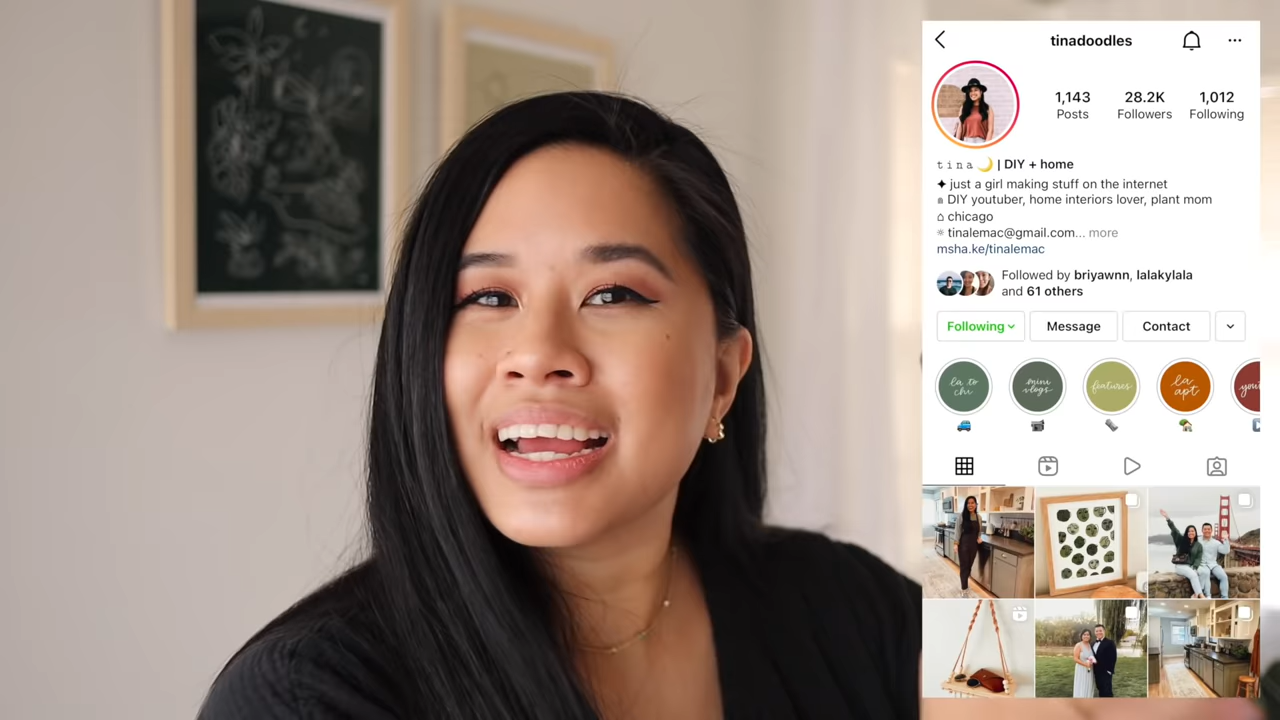 tinadoodles
1,143 28.2K 1,012
Posts Followers Following
t i n a 🌙 | DIY + home
✦ just a girl making stuff on the internet
DIY youtuber, home interiors lover, plant mom
⌂ chicago
☼ tinalemac@gmail.com... more
msha.ke/tinalemac
Followed by briyawnn, lalakylala
and 61 others
Following Message Contact
la to mini features la you
chi vlogs apt